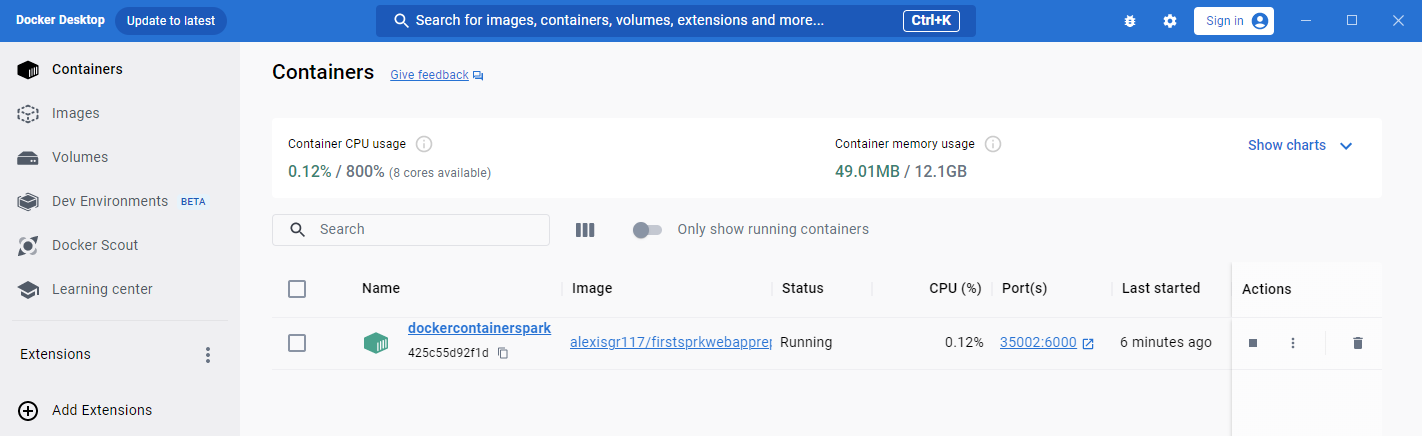 Docker Desktop Update to latest Search for images, containers, volumes, extensions and more... Ctrl+K Sign in
Containers
Images
Volumes
Dev Environments BETA
Docker Scout
Learning center
Extensions
Add Extensions
Containers Give feedback
Container CPU usage
0.12% / 800% (8 cores available)
Container memory usage
49.01MB / 12.1GB
Show charts
Search Only show running containers
Name Image Status CPU (%) Port(s) Last started Actions
dockercontainerspark
425c55d92f1d
alexisgr117/firstsprkwebapprep Running 0.12% 35002:6000 6 minutes ago